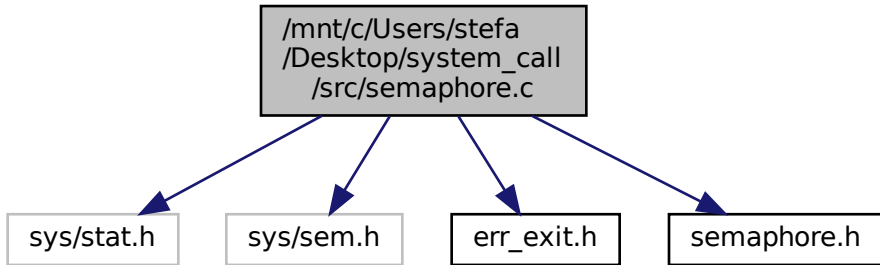 /mnt/c/Users/stefa
/Desktop/system_call
/src/semaphore.c
sys/stat.h
sys/sem.h
err_exit.h
semaphore.h